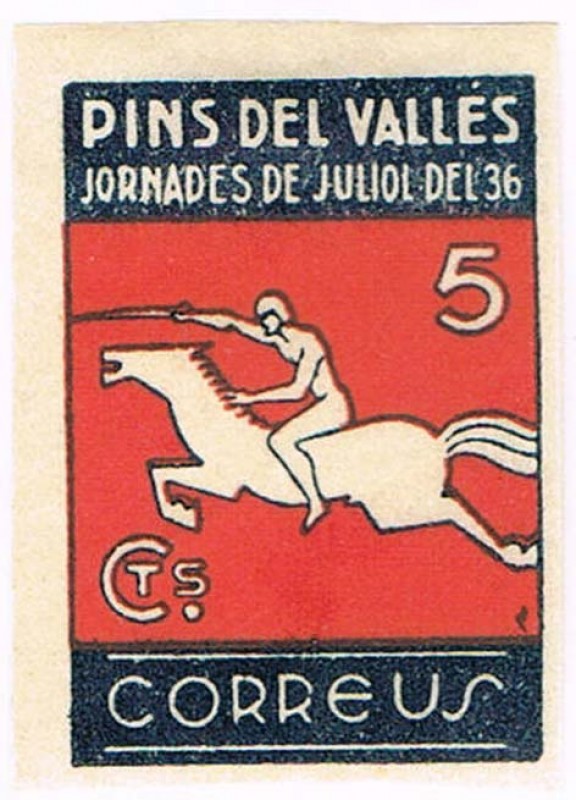 PINS DEL VALLÉS
JORNADES DE JULIOL·DEL'36
5
CTS.
CORREUS